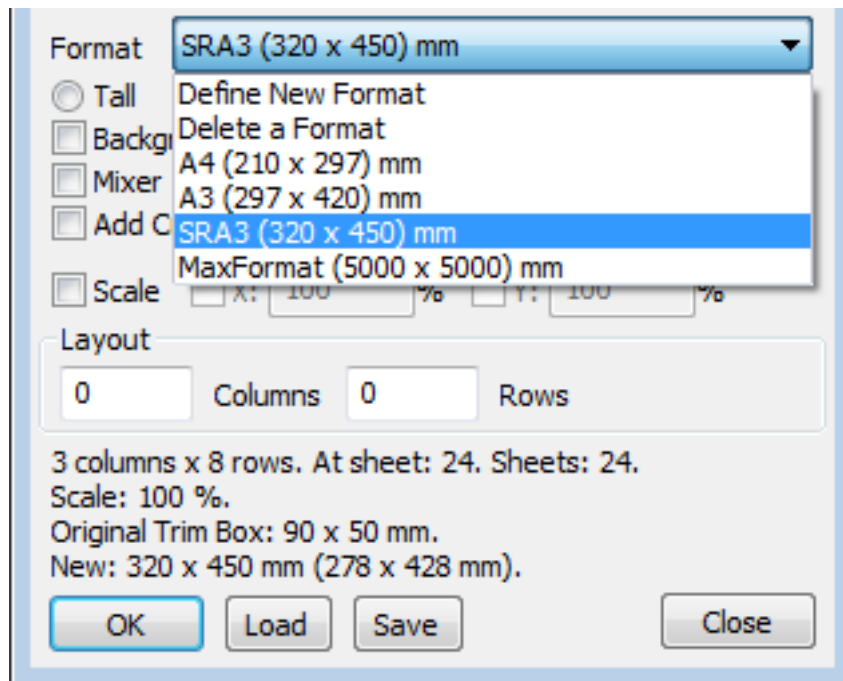 Format SRA3 (320 x 450) mm
Tall Define New Format
Delete a Format
A4 (210 x 297) mm
Mixer A3 (297 x 420) mm
Add SRA3 (320 x 450) mm
MaxFormat (5000 x 5000) mm
Scale X: 100 % Y: 100 %
Layout
0 Columns 0 Rows
3 columns x 8 rows. At sheet: 24. Sheets: 24.
Scale: 100 %.
Original Trim Box: 90 x 50 mm.
New: 320 x 450 mm (278 x 428 mm).
OK Load Save Close